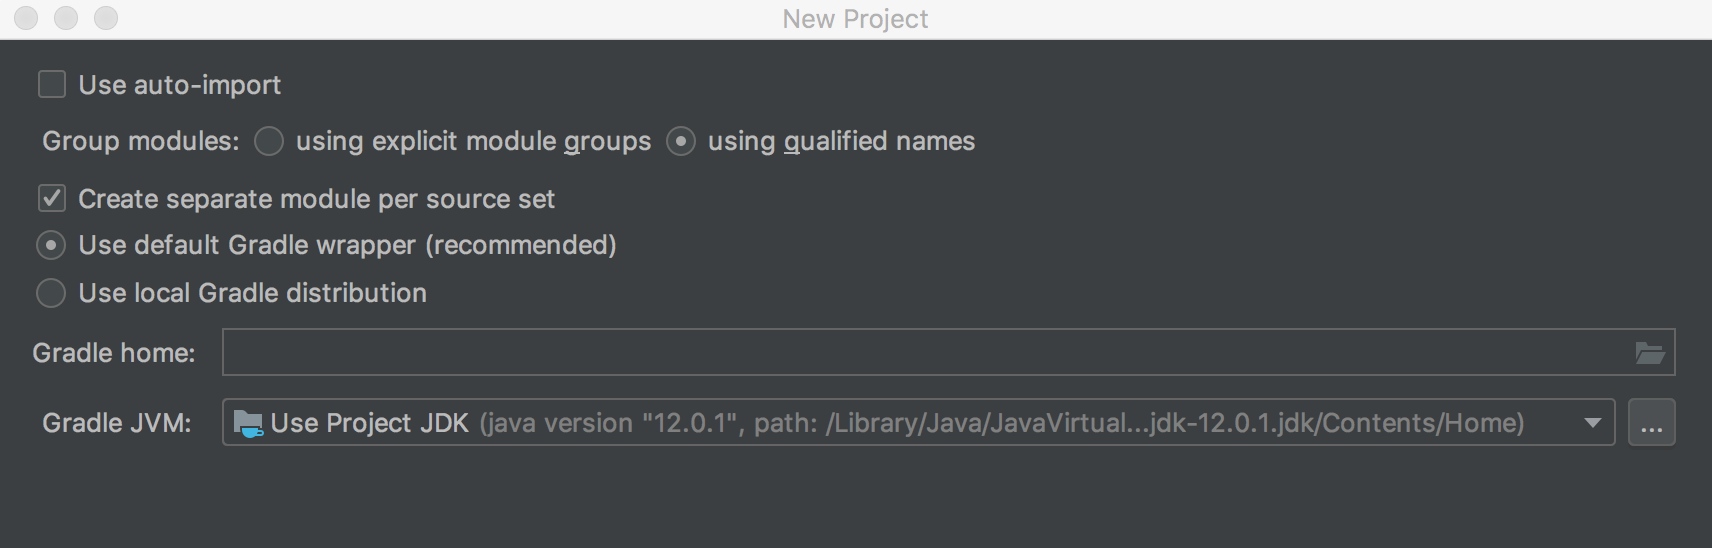 New Project
Use auto-import
Group modules: using explicit module groups using qualified names
Create separate module per source set
Use default Gradle wrapper (recommended)
Use local Gradle distribution
Gradle home:
Gradle JVM: Use Project JDK (java version "12.0.1", path: /Library/Java/JavaVirtual...jdk-12.0.1.jdk/Contents/Home) ...